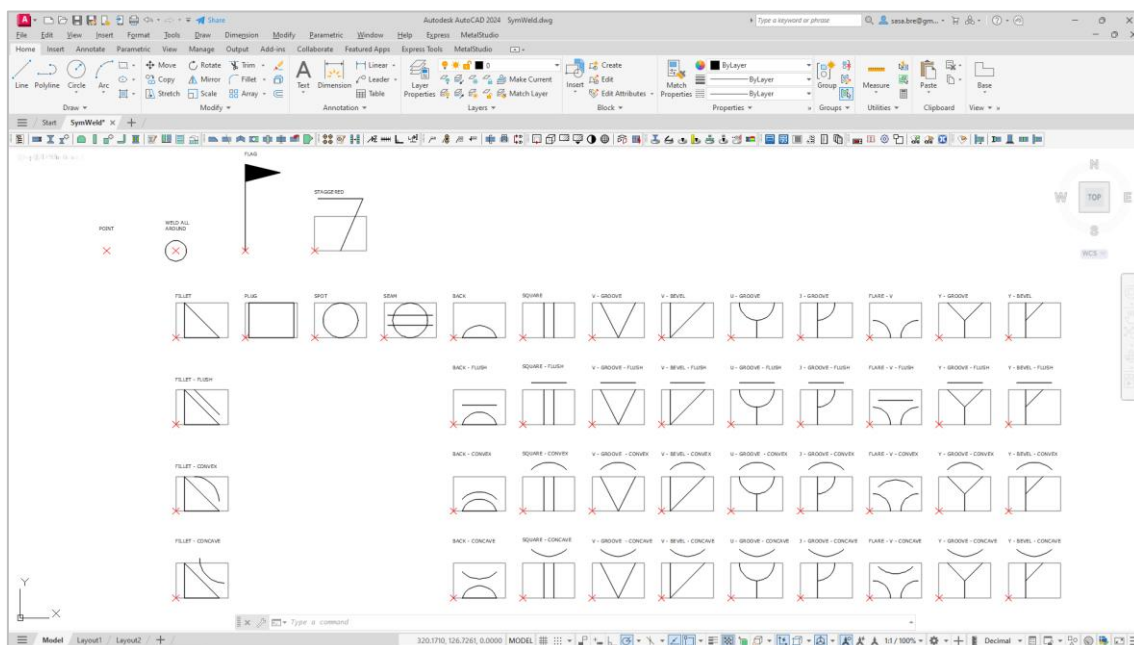 Share
Autodesk AutoCAD 2024 SymWeld.dwg
Type a keyword or phrase
sese.bre@gm...
File Edit View Insert Format Tools Draw Dimension Modify Parametric Window Help Express MetalStudio
Home Insert Annotate Parametric View Manage Output Add-ins Collaborate Featured Apps Express Tools MetalStudio
Line Polyline Circle Arc
Move Rotate Trim
Copy Mirror Fillet
Stretch Scale Array
Draw Modify
Text Dimension
Linear
Leader
Table
Annotation
Layer Properties
0
Make Current
Match Layer
Layers
Insert
Create
Edit
Edit Attributes
Block
Match Properties
ByLayer
ByLayer
ByLayer
Properties
Group
Groups
Measure
Utilities
Paste
Clipboard
Base
View
Start SymWeld*
FLAG
STAGGERED
POINT
WELD ALL
AROUND
N
W TOP E
S
WCS
FILLET PLUG SPOT SEAM BACK SQUARE V - GROOVE V - BEVEL U - GROOVE J - GROOVE FLARE - V Y - GROOVE Y - BEVEL
FILLET - FLUSH BACK - FLUSH SQUARE - FLUSH V - GROOVE - FLUSH V - BEVEL - FLUSH U - GROOVE - FLUSH J - GROOVE - FLUSH FLARE - V - FLUSH Y - GROOVE - FLUSH Y - BEVEL - FLUSH
FILLET - CONVEX BACK - CONVEX SQUARE - CONVEX V - GROOVE - CONVEX V - BEVEL - CONVEX U - GROOVE - CONVEX J - GROOVE - CONVEX FLARE - V - CONVEX Y - GROOVE - CONVEX Y - BEVEL - CONVEX
FILLET - CONCAVE BACK - CONCAVE SQUARE - CONCAVE V - GROOVE - CONCAVE V - BEVEL - CONCAVE U - GROOVE - CONCAVE J - GROOVE - CONCAVE FLARE - V - CONCAVE Y - GROOVE - CONCAVE Y - BEVEL - CONCAVE
Y
X
Type a command
Model Layout1 Layout2
320.1710, 126.7261, 0.0000 MODEL
1:1 / 100%
Decimal